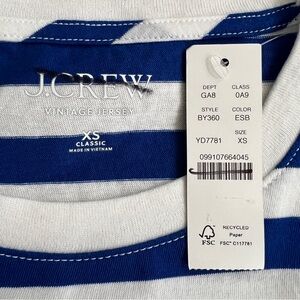 J.CREW
VINTAGE JERSEY
XS
CLASSIC
MADE IN VIETNAM
DEPT CLASS
GA8 0A9
STYLE COLOR
BY360 ESB
SIZE
YD7781 XS
099107664045
RECYCLED
Paper
FSC FSC® C117781